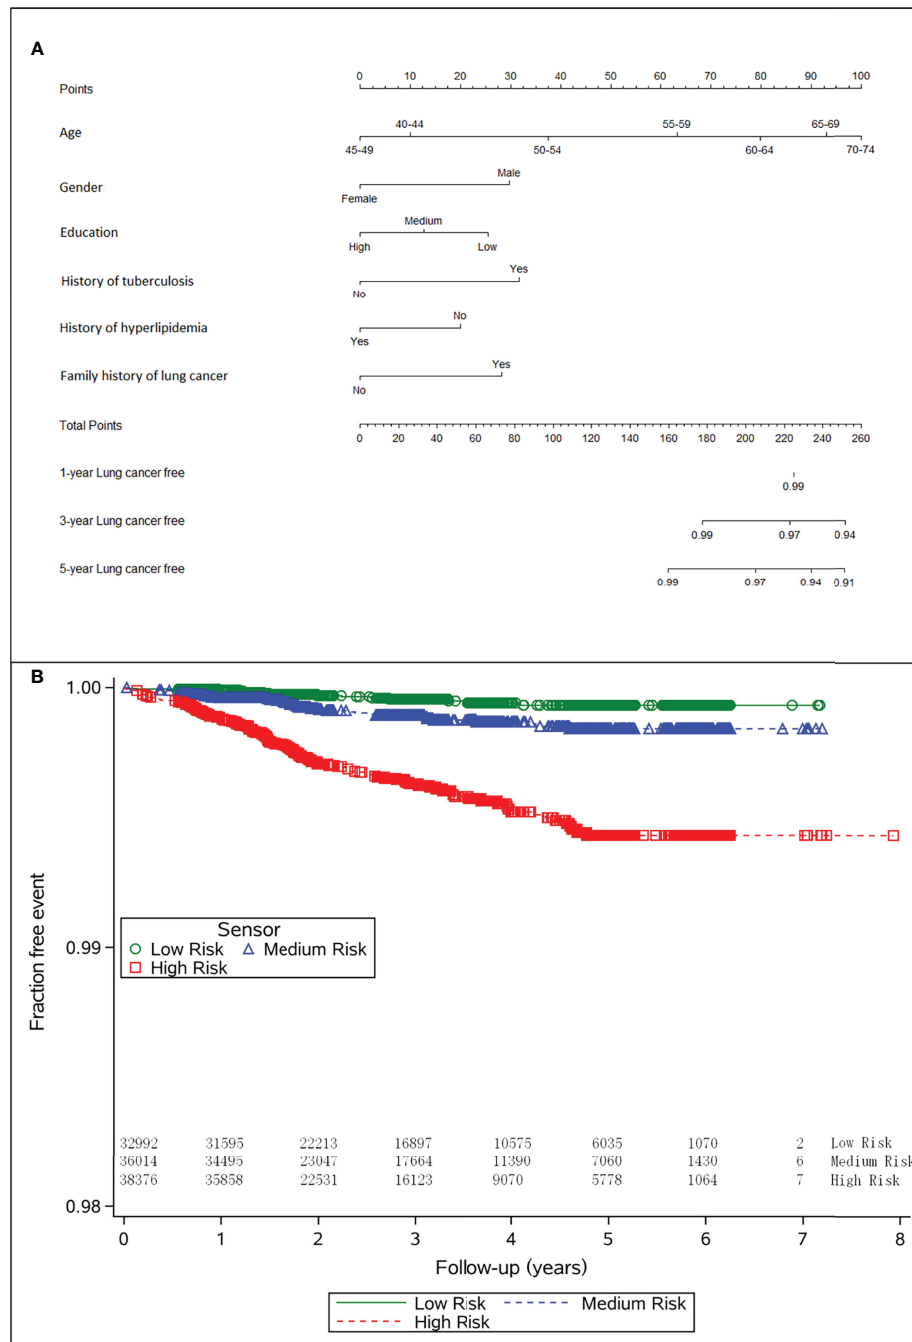 A
Points
0 10 20 30 40 50 60 70 80 90 100
Age
40-44 55-59 65-69
45-49 50-54 60-64 70-74
Gender
Male
Female
Education
Medium
High Low
History of tuberculosis
Yes
No
History of hyperlipidemia
No
Yes
Family history of lung cancer
Yes
No
Total Points
0 20 40 60 80 100 120 140 160 180 200 220 240 260
1-year Lung cancer free
0.99
3-year Lung cancer free
0.99 0.97 0.94
5-year Lung cancer free
0.99 0.97 0.94 0.91
B
1.00
0.99
0.98
Fraction free event
Sensor
Low Risk Medium Risk
High Risk
32992 31595 22213 16897 10575 6035 1070 2 Low Risk
36014 34495 23047 17664 11390 7060 1430 6 Medium Risk
38376 35858 22531 16123 9070 5778 1064 7 High Risk
0 1 2 3 4 5 6 7 8
Follow-up (years)
Low Risk Medium Risk
High Risk